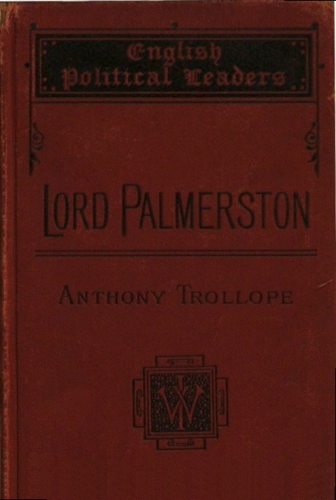 English
Political Leaders
LORD PALMERSTON
ANTHONY TROLLOPE
W